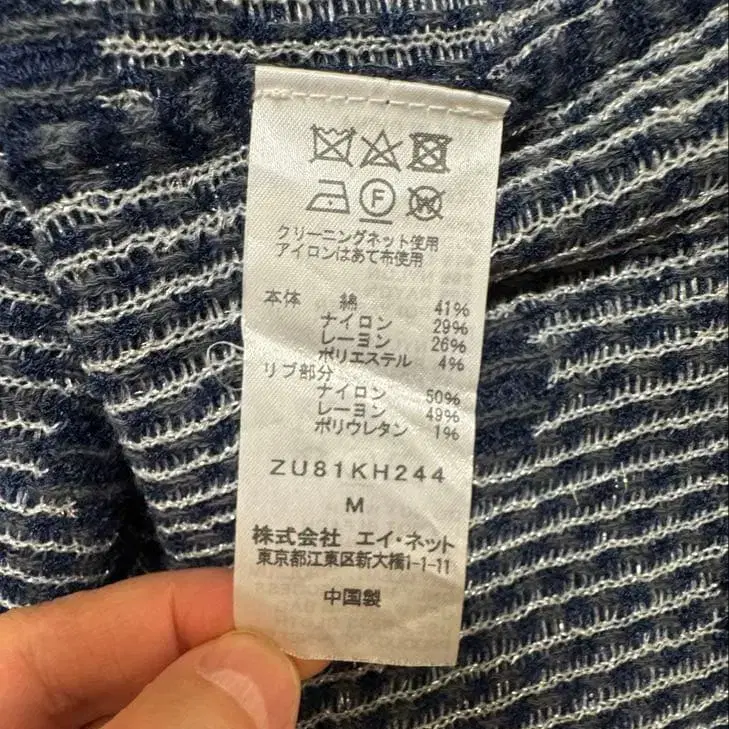 F W
クリーニングネット使用
アイロンはあて布使用
本体 綿 41%
ナイロン 29%
レーヨン 26%
ポリエステル 4%
リブ部分
ナイロン 50%
レーヨン 49%
ポリウレタン 1%
ZU81KH244
M
株式会社 エイ・ネット
東京都江東区新大橋1-1-11
中国製